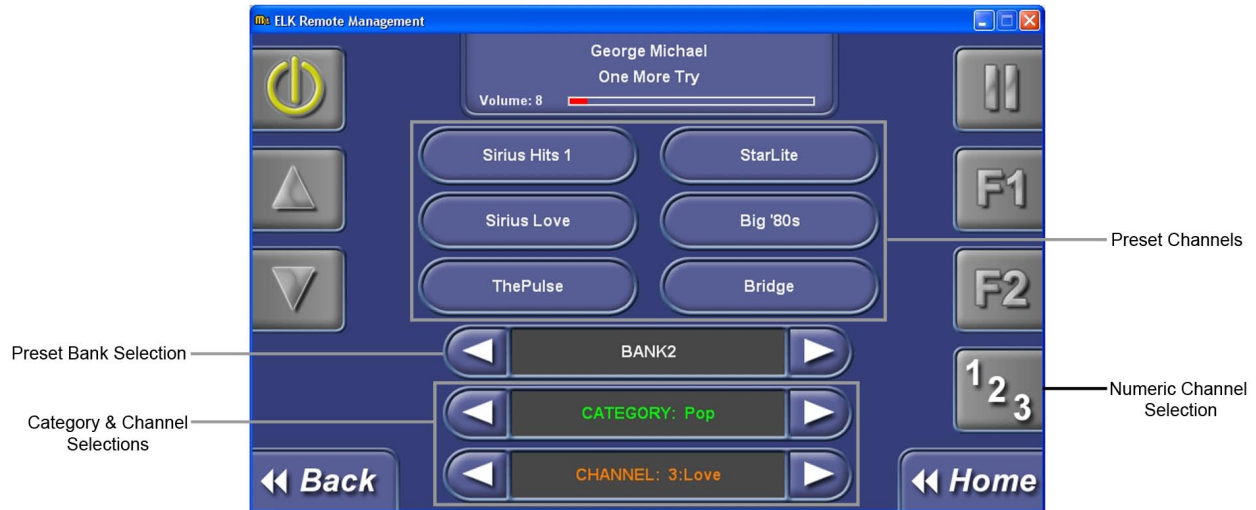 ELK Remote Management
George Michael
One More Try
Volume: 8
Sirius Hits 1
StarLite
F1
Sirius Love
Big '80s
Preset Channels
ThePulse
Bridge
F2
Preset Bank Selection
BANK2
1 2 3
Numeric Channel
Selection
Category & Channel
Selections
CATEGORY: Pop
CHANNEL: 3:Love
Back
Home